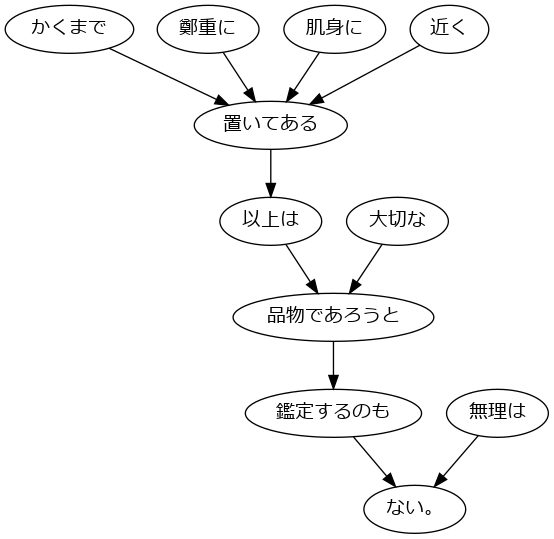 かくまで 鄭重に 肌身に 近く
置いてある
以上は 大切な
品物であろうと
鑑定するのも 無理は
ない。